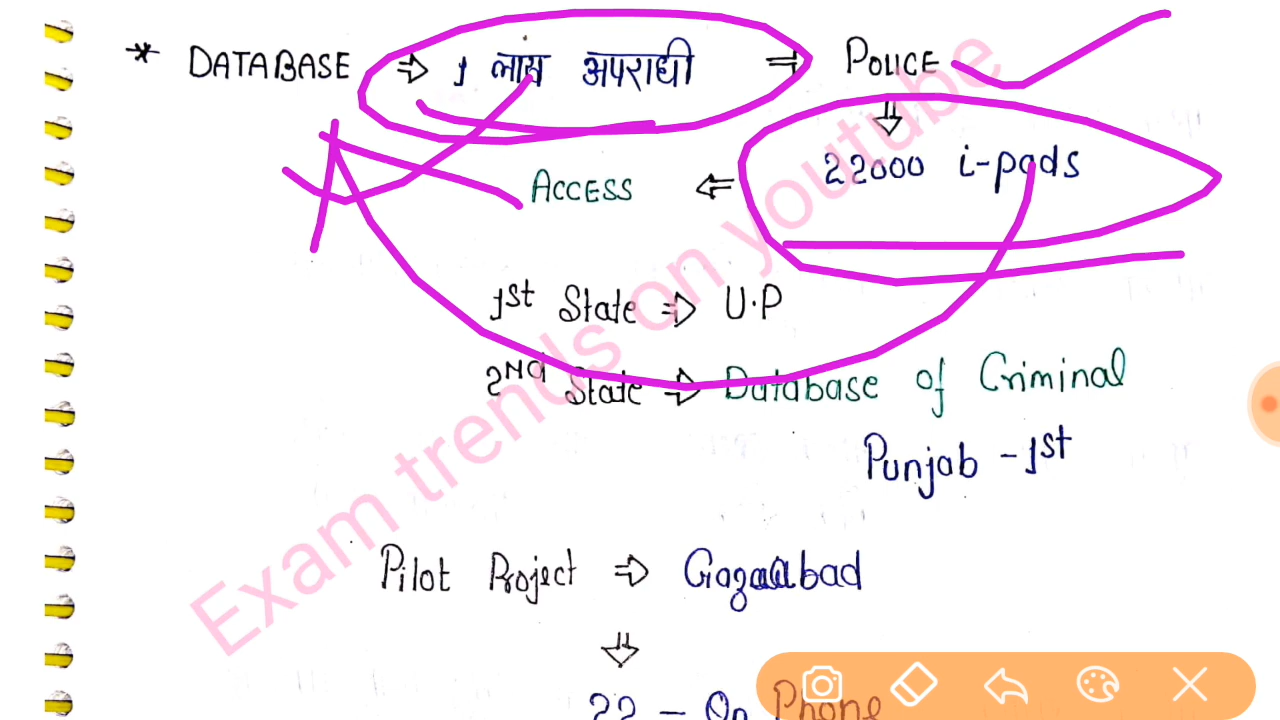 * DATABASE ⇒ 1 लाख अपराधी ⇒ POLICE
⇓
ACCESS ⇐ 22000 i-pads
1st State ⇒ U.P
2Nd State ⇒ Database of Criminal
Punjab - 1st
Pilot Project ⇒
⇓
22 - On Phone
Exam trends on youtube